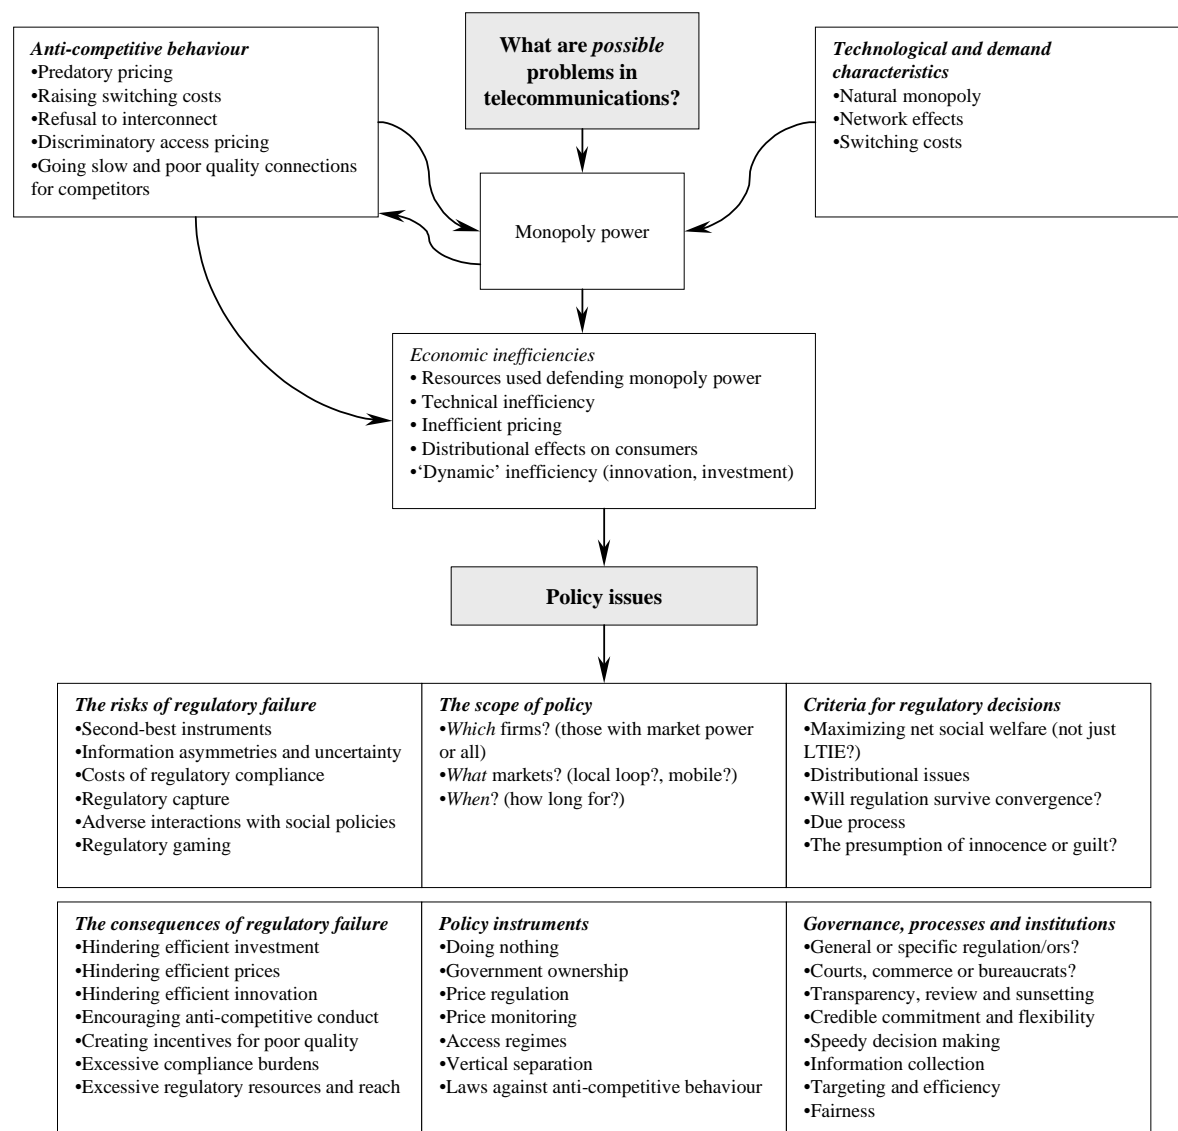 Anti-competitive behaviour
•Predatory pricing
•Raising switching costs
•Refusal to interconnect
•Discriminatory access pricing
•Going slow and poor quality connections
for competitors
What are possible
problems in
telecommunications?
Technological and demand
characteristics
•Natural monopoly
•Network effects
•Switching costs
Monopoly power
Economic inefficiencies
• Resources used defending monopoly power
• Technical inefficiency
• Inefficient pricing
• Distributional effects on consumers
•‘Dynamic’ inefficiency (innovation, investment)
Policy issues
The risks of regulatory failure
•Second-best instruments
•Information asymmetries and uncertainty
•Costs of regulatory compliance
•Regulatory capture
•Adverse interactions with social policies
•Regulatory gaming
The scope of policy
•Which firms? (those with market power
or all)
•What markets? (local loop?, mobile?)
•When? (how long for?)
Criteria for regulatory decisions
•Maximizing net social welfare (not just
LTIE?)
•Distributional issues
•Will regulation survive convergence?
•Due process
•The presumption of innocence or guilt?
The consequences of regulatory failure
•Hindering efficient investment
•Hindering efficient prices
•Hindering efficient innovation
•Encouraging anti-competitive conduct
•Creating incentives for poor quality
•Excessive compliance burdens
•Excessive regulatory resources and reach
Policy instruments
•Doing nothing
•Government ownership
•Price regulation
•Price monitoring
•Access regimes
•Vertical separation
•Laws against anti-competitive behaviour
Governance, processes and institutions
•General or specific regulation/ors?
•Courts, commerce or bureaucrats?
•Transparency, review and sunsetting
•Credible commitment and flexibility
•Speedy decision making
•Information collection
•Targeting and efficiency
•Fairness